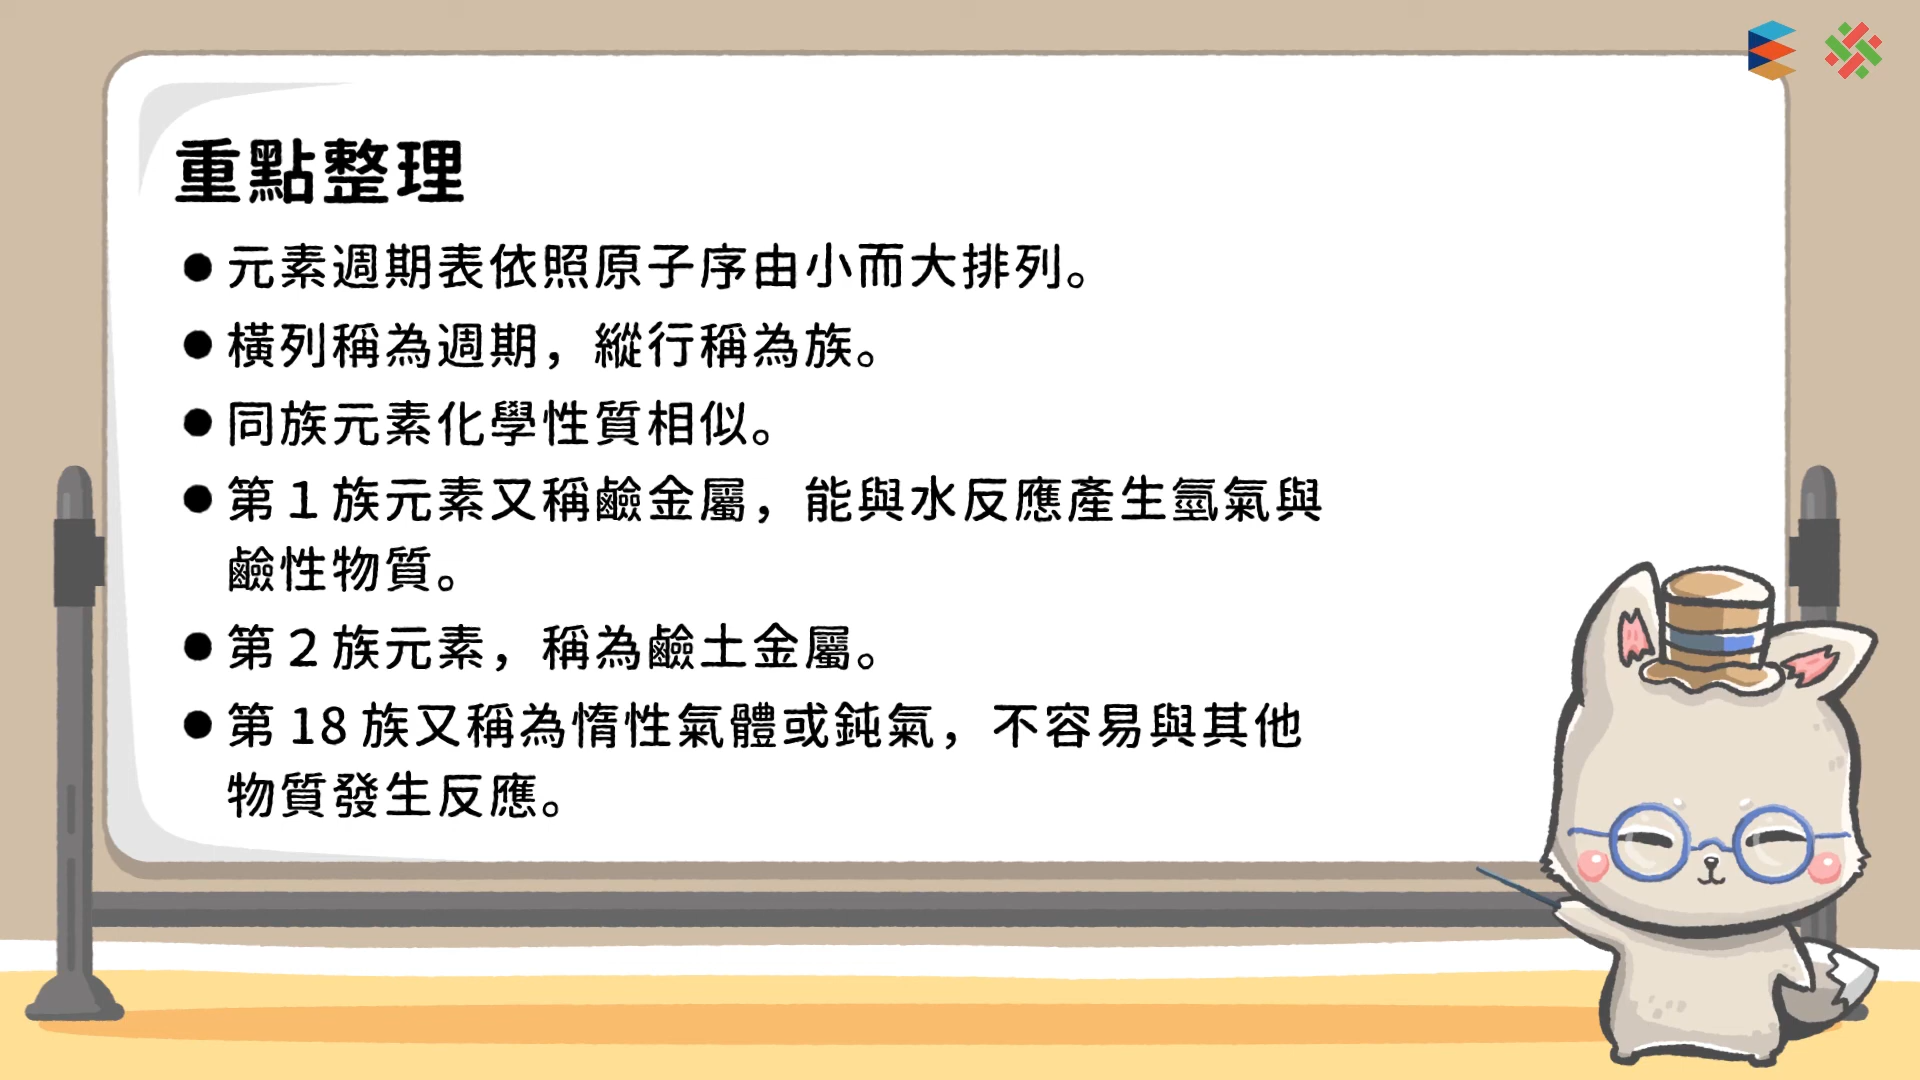 重點整理
●元素週期表依照原子序由小而大排列。
●橫列稱為週期，縱行稱為族。
●同族元素化學性質相似。
●第1族元素又稱鹼金屬，能與水反應產生氫氣與
鹼性物質。
●第2族元素，稱為鹼土金屬。
●第18族又稱為惰性氣體或鈍氣，不容易與其他
物質發生反應。